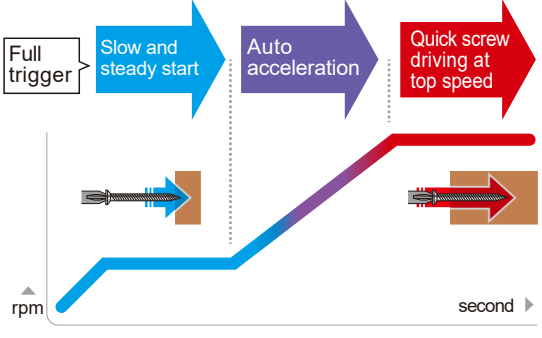 Full
trigger
Slow and
steady start
Auto
acceleration
Quick screw
driving at
top speed
rpm
second